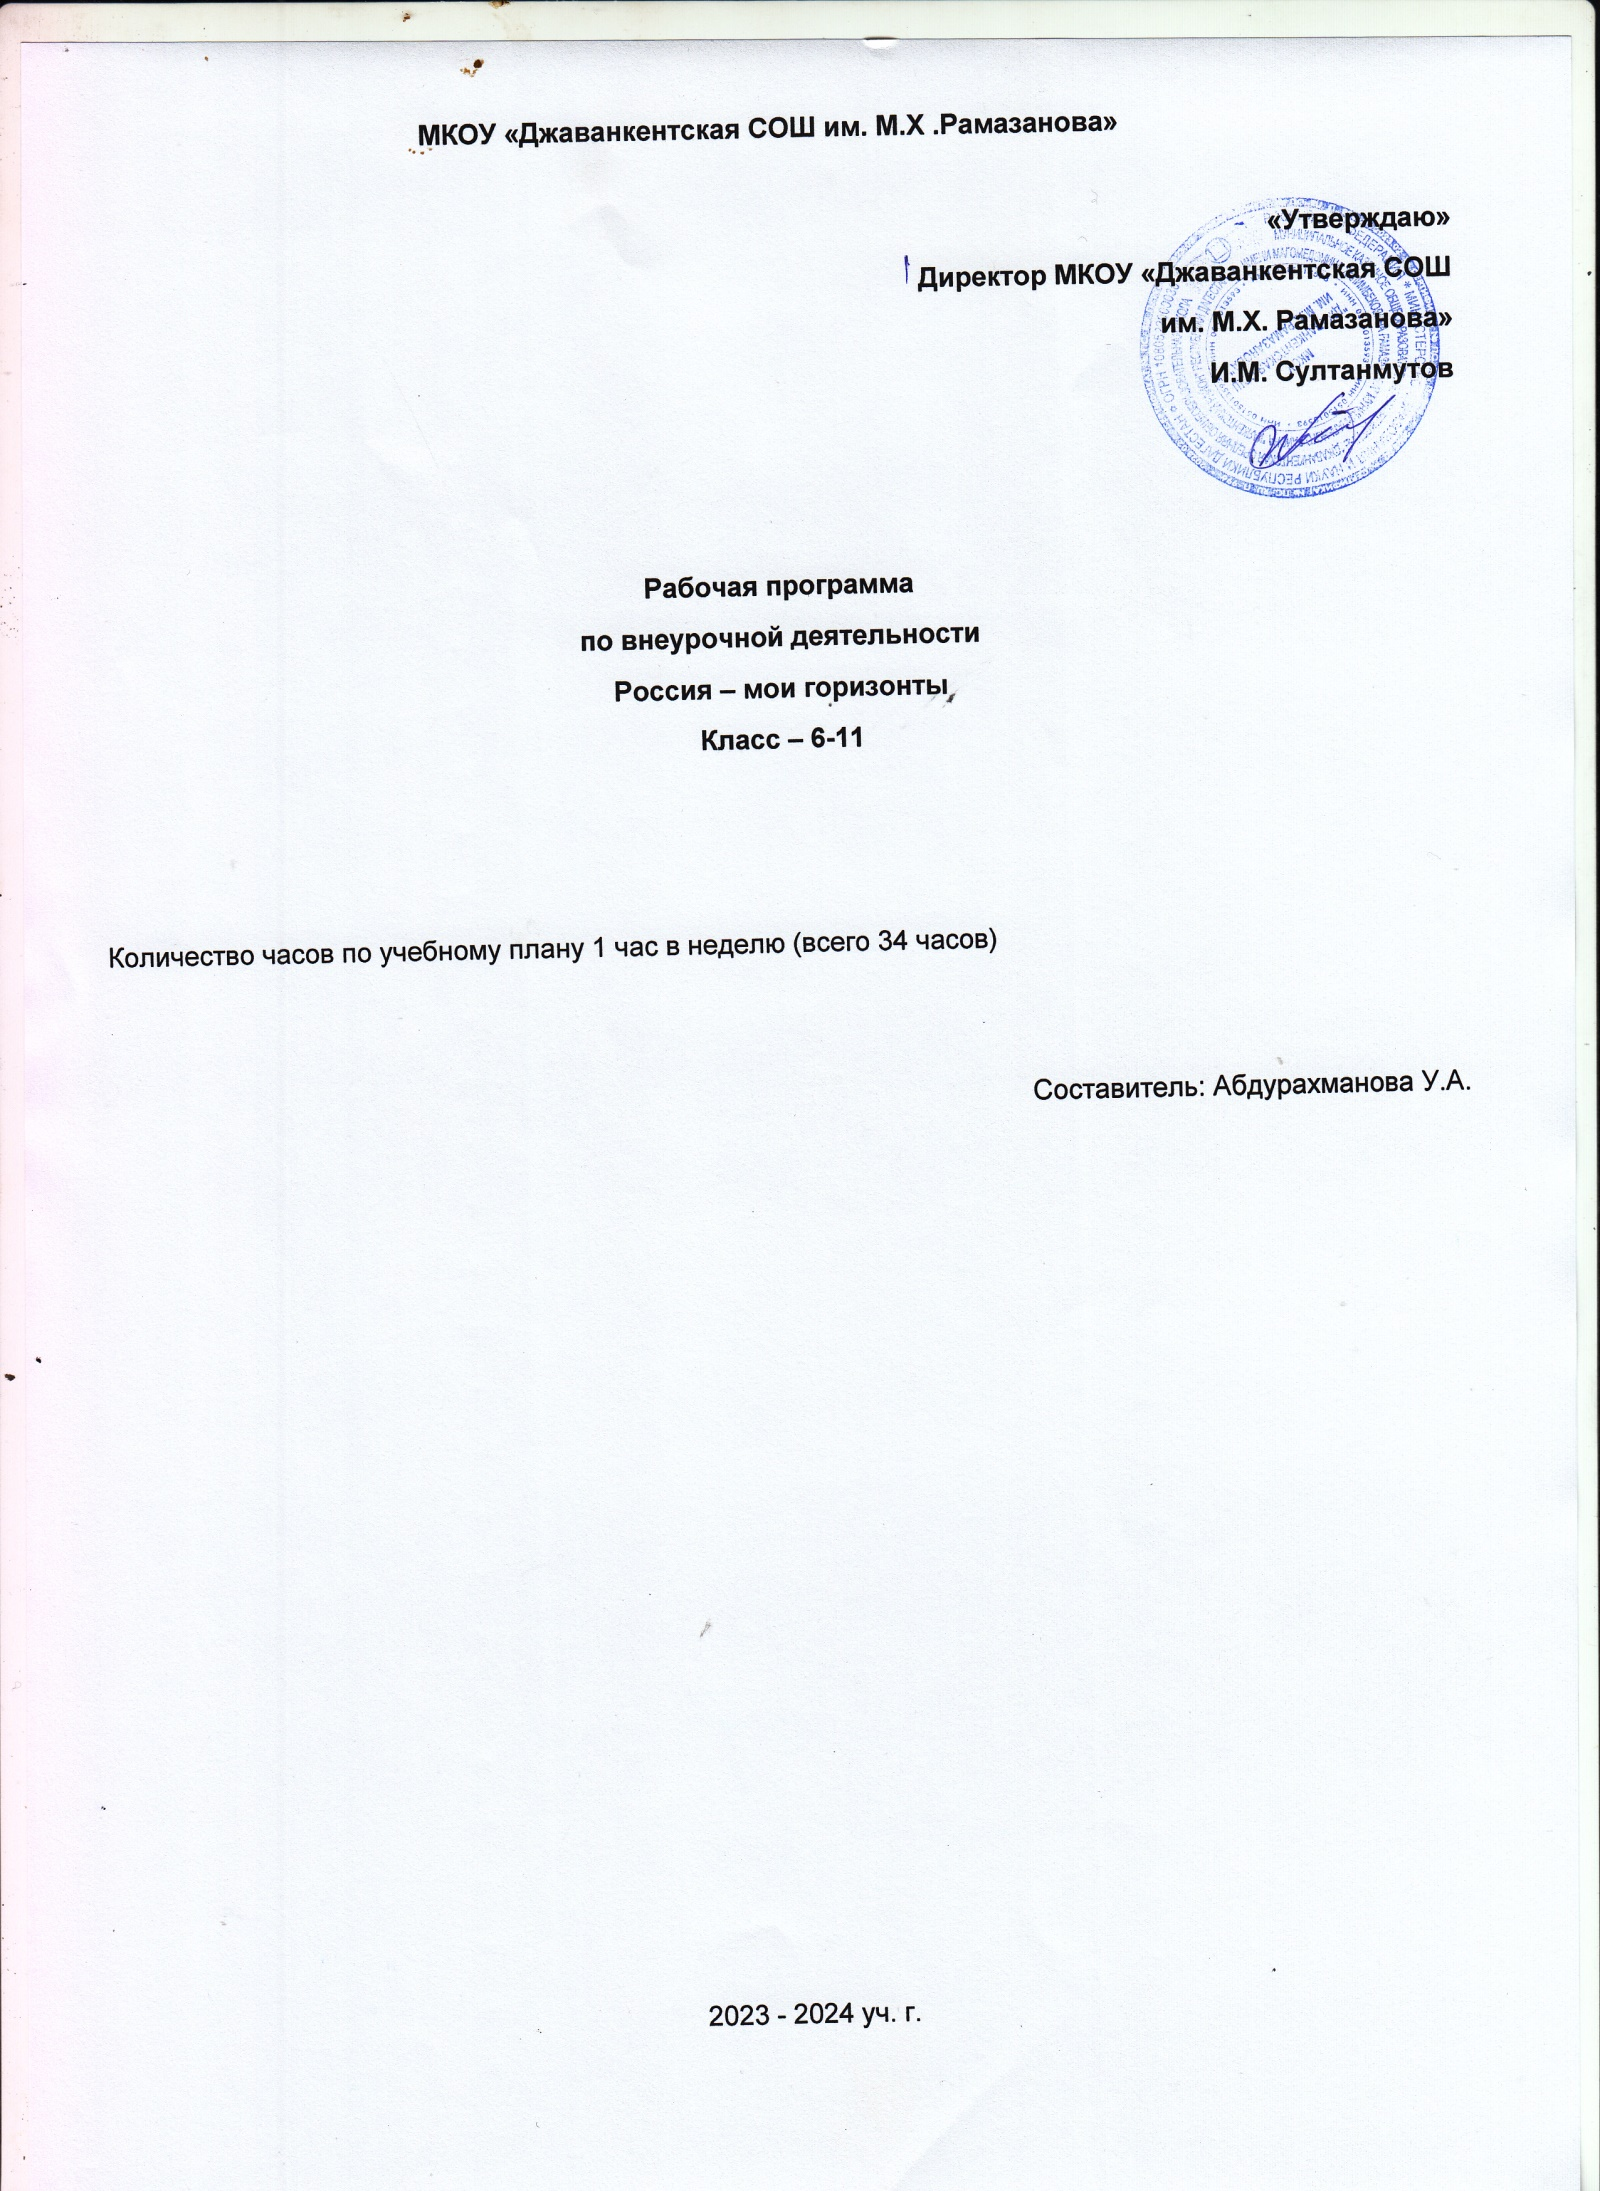 МКОУ «Джаванкентская СОШ им. М.Х .Рамазанова»
«Утверждаю»
Директор МКОУ «Джаванкентская СОШ
им. М.Х. Рамазанова»
И.М. Султанмутов
Рабочая программа
по внеурочной деятельности
Россия – мои горизонты
Класс – 6-11
Количество часов по учебному плану 1 час в неделю (всего 34 часов)
Составитель: Абдурахманова У.А.
2023 - 2024 уч. г.